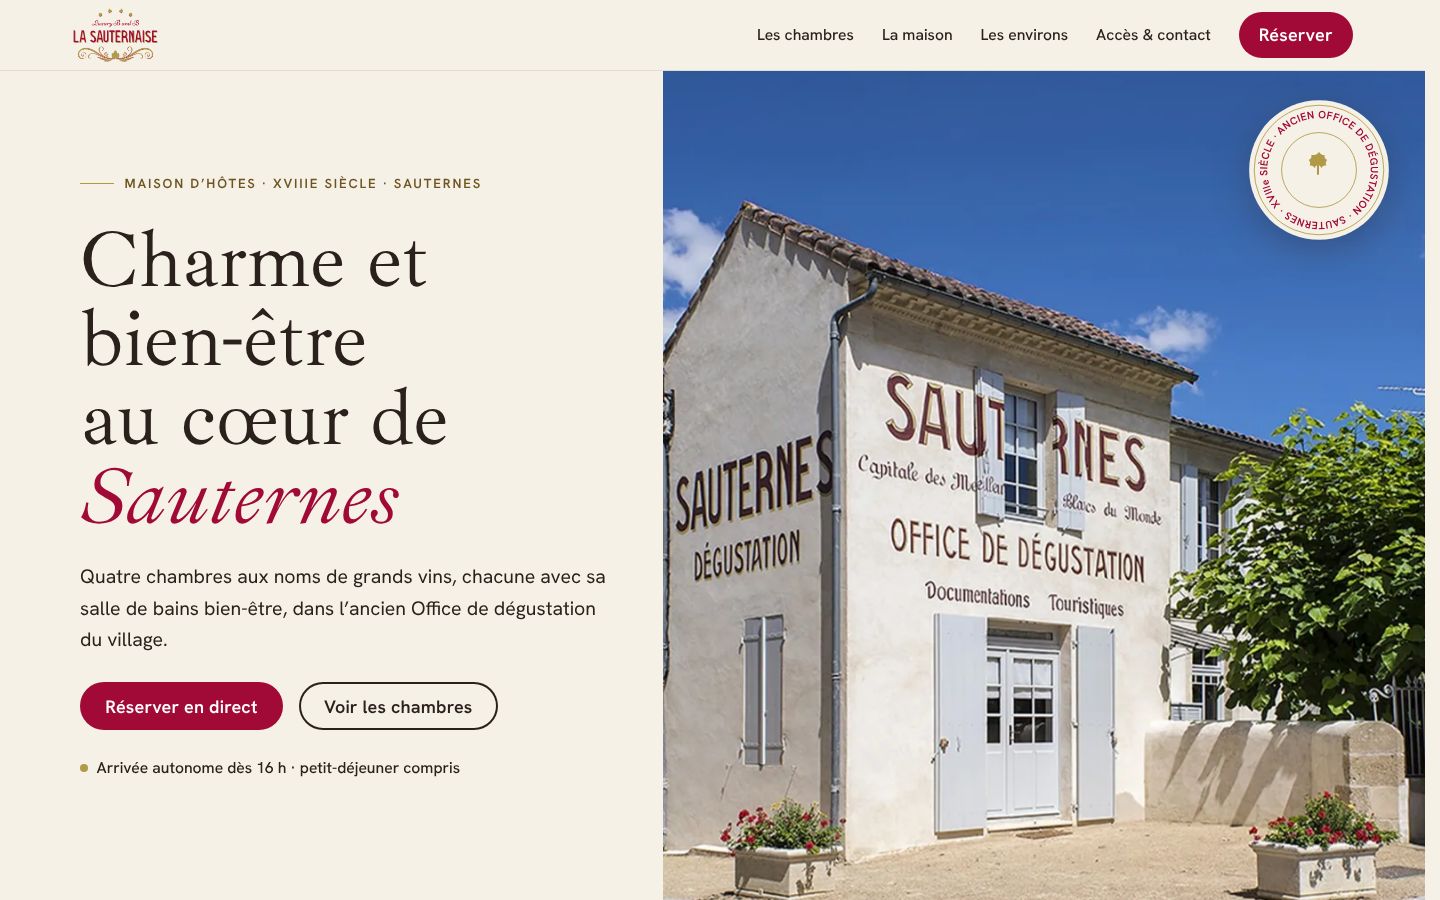 Luxury B and B
LA SAUTERNAISE
Les chambres
La maison
Les environs
Accès & contact
Réserver
MAISON D’HÔTES · XVIIIE SIÈCLE · SAUTERNES
Charme et
bien-être
au cœur de
Sauternes
Quatre chambres aux noms de grands vins, chacune avec sa
salle de bains bien-être, dans l’ancien Office de dégustation
du village.
Réserver en direct
Voir les chambres
Arrivée autonome dès 16 h · petit-déjeuner compris
ANCIEN OFFICE DE DÉGUSTATION · SAUTERNES · XVIIIe SIÈCLE ·
SAUTERNES
DÉGUSTATION
SAUT RNES
Capitale des Meilleurs Blancs du Monde
OFFICE DE DÉGUSTATION
Documentations Touristiques